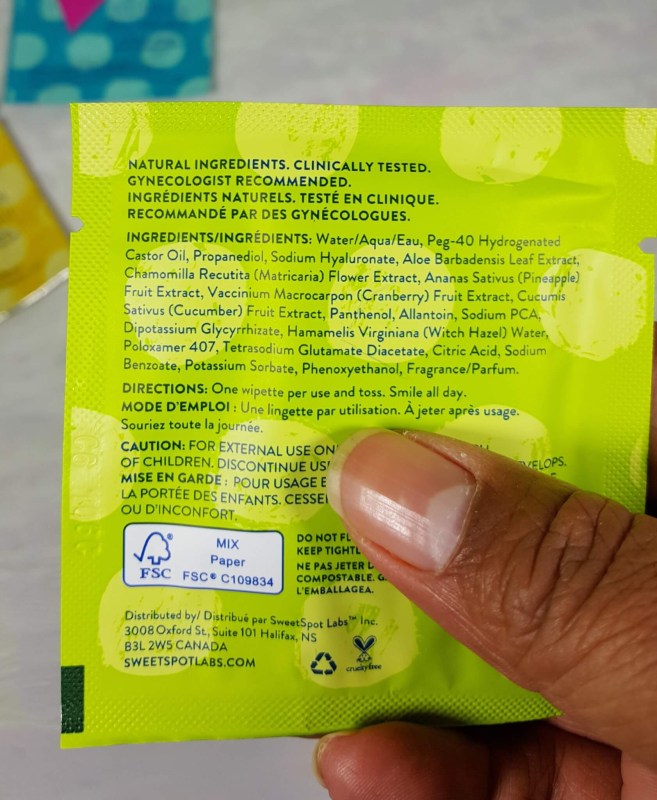 NATURAL INGREDIENTS. CLINICALLY TESTED.
GYNECOLOGIST RECOMMENDED.
INGRÉDIENTS NATURELS. TESTÉ EN CLINIQUE.
RECOMMANDÉ PAR DES GYNÉCOLOGUES.
INGREDIENTS/INGRÉDIENTS: Water/Aqua/Eau, Peg-40 Hydrogenated
Castor Oil, Propanediol, Sodium Hyaluronate, Aloe Barbadensis Leaf Extract,
Chamomilla Recutita (Matricaria) Flower Extract, Ananas Sativus (Pineapple)
Fruit Extract, Vaccinium Macrocarpon (Cranberry) Fruit Extract, Cucumis
Sativus (Cucumber) Fruit Extract, Panthenol, Allantoin, Sodium PCA,
Dipotassium Glycyrrhizate, Hamamelis Virginiana (Witch Hazel) Water,
Poloxamer 407, Tetrasodium Glutamate Diacetate, Citric Acid, Sodium
Benzoate, Potassium Sorbate, Phenoxyethanol, Fragrance/Parfum.
DIRECTIONS: One wipette per use and toss. Smile all day.
MODE D'EMPLOI : Une lingette par utilisation. À jeter après usage.
Souriez toute la journée.
CAUTION: FOR EXTERNAL USE
OF CHILDREN. DISCONTINUE
MISE EN GARDE : POUR USAGE
LA PORTÉE DES ENFANTS.
OU D'INCONFORT.
FSC®
MIX
Paper
FSC® C109834
DO NOT
KEEP
NE PAS JETER
COMPOSTABLE.
L'EMBALLAGEA.
Distributed by/ Distribué par SweetSpot Labs™ Inc.
3008 Oxford St., Suite 101 Halifax, NS
B3L 2W5 CANADA
SWEETSPOTLABS.COM
crueltyfree